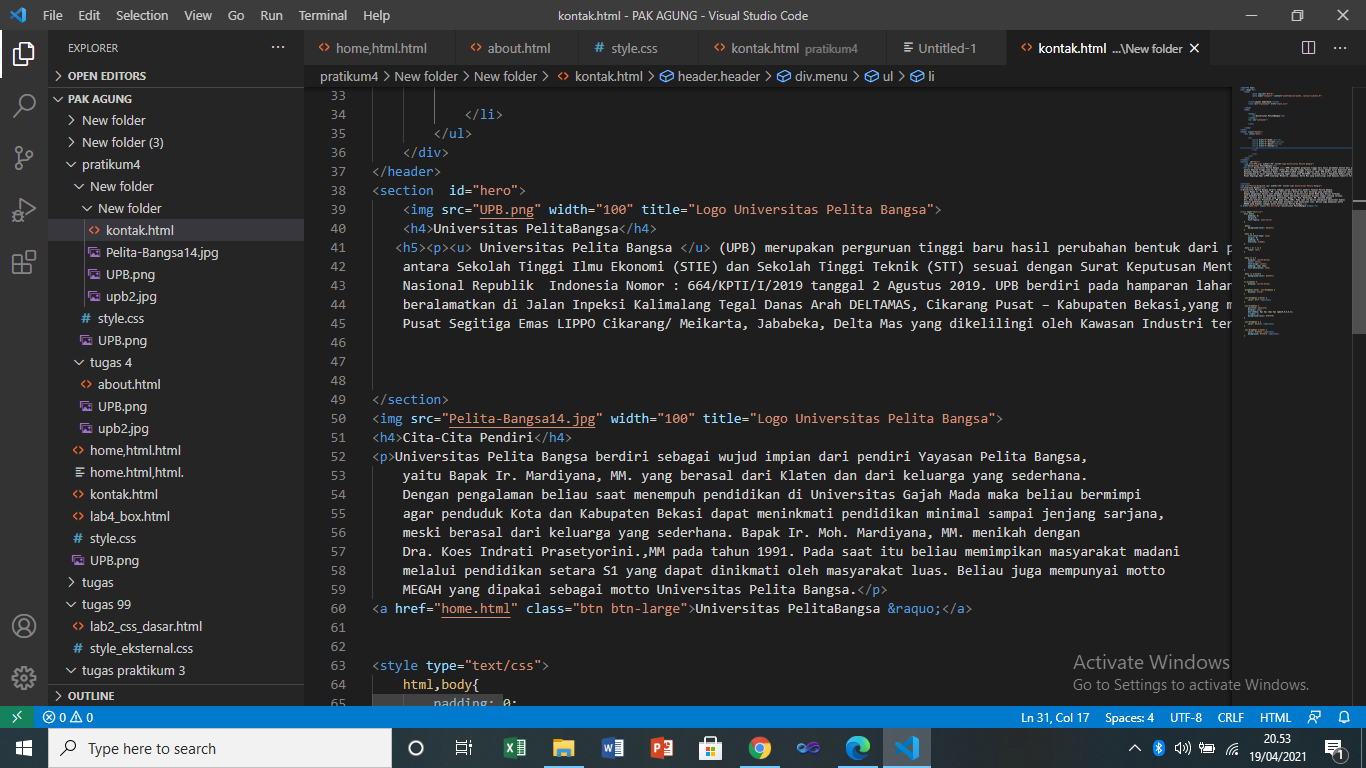 File Edit Selection View Go Run Terminal Help
kontak.html - PAK AGUNG - Visual Studio Code
EXPLORER
OPEN EDITORS
PAK AGUNG
New folder
New folder (3)
pratikum4
New folder
New folder
kontak.html
Pelita-Bangsa14.jpg
UPB.png
upb2.jpg
style.css
UPB.png
tugas 4
about.html
UPB.png
upb2.jpg
home,html.html
home.html,html.
kontak.html
lab4_box.html
style.css
UPB.png
tugas
tugas 99
lab2_css_dasar.html
style_eksternal.css
tugas praktikum 3
OUTLINE
home,html.html about.html style.css kontak.html pratikum4 Untitled-1 kontak.html ...\New folder
pratikum4 > New folder > New folder > kontak.html > header.header > div.menu > ul > li
33
34 </li>
35 </ul>
36 </div>
37 </header>
38 <section  id="hero">
39 <img src="UPB.png" width="100" title="Logo Universitas Pelita Bangsa">
40 <h4>Universitas PelitaBangsa</h4>
41 <h5><p><u> Universitas Pelita Bangsa </u> (UPB) merupakan perguruan tinggi baru hasil perubahan bentuk dari p
42 antara Sekolah Tinggi Ilmu Ekonomi (STIE) dan Sekolah Tinggi Teknik (STT) sesuai dengan Surat Keputusan Ment
43 Nasional Republik  Indonesia Nomor : 664/KPTI/I/2019 tanggal 2 Agustus 2019. UPB berdiri pada hamparan lahan
44 beralamatkan di Jalan Inpeksi Kalimalang Tegal Danas Arah DELTAMAS, Cikarang Pusat – Kabupaten Bekasi,yang m
45 Pusat Segitiga Emas LIPPO Cikarang/ Meikarta, Jababeka, Delta Mas yang dikelilingi oleh Kawasan Industri ter
46
47
48
49 </section>
50 <img src="Pelita-Bangsa14.jpg" width="100" title="Logo Universitas Pelita Bangsa">
51 <h4>Cita-Cita Pendiri</h4>
52 <p>Universitas Pelita Bangsa berdiri sebagai wujud impian dari pendiri Yayasan Pelita Bangsa,
53 yaitu Bapak Ir. Mardiyana, MM. yang berasal dari Klaten dan dari keluarga yang sederhana.
54 Dengan pengalaman beliau saat menempuh pendidikan di Universitas Gajah Mada maka beliau bermimpi
55 agar penduduk Kota dan Kabupaten Bekasi dapat meninkmati pendidikan minimal sampai jenjang sarjana,
56 meski berasal dari keluarga yang sederhana. Bapak Ir. Moh. Mardiyana, MM. menikah dengan
57 Dra. Koes Indrati Prasetyorini.,MM pada tahun 1991. Pada saat itu beliau memimpikan masyarakat madani
58 melalui pendidikan setara S1 yang dapat dinikmati oleh masyarakat luas. Beliau juga mempunyai motto
59 MEGAH yang dipakai sebagai motto Universitas Pelita Bangsa.</p>
60 <a href="home.html" class="btn btn-large">Universitas PelitaBangsa &raquo;</a>
61
62
63 <style type="text/css">
64 html,body{
65 padding: 0;
Activate Windows
Go to Settings to activate Windows.
0 0
Ln 31, Col 17 Spaces: 4 UTF-8 CRLF HTML
Type here to search
20.53
19/04/2021
1